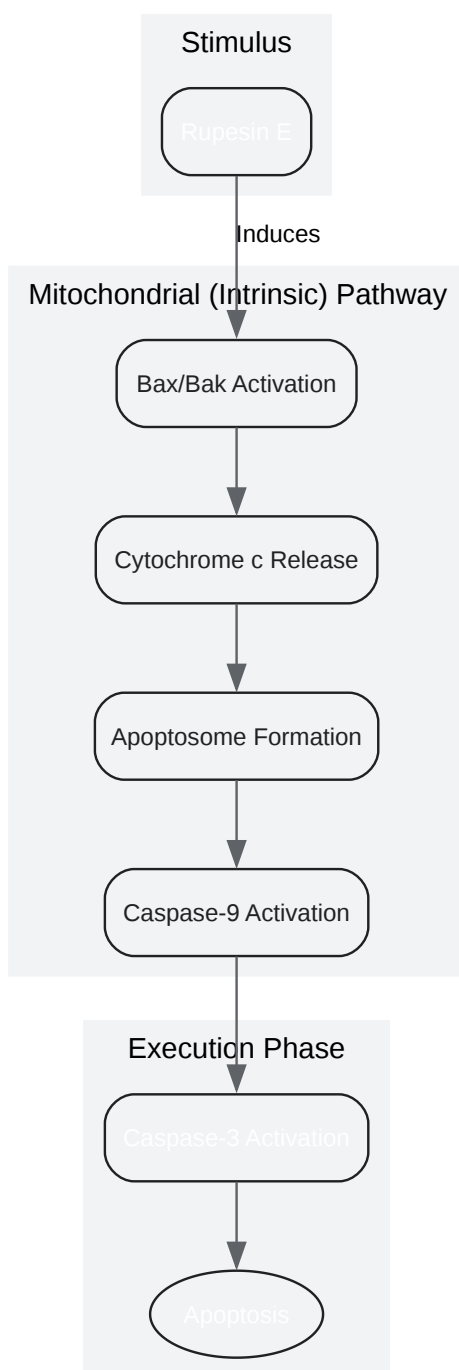 Stimulus
Rupesin E
Induces
Mitochondrial (Intrinsic) Pathway
Bax/Bak Activation
Cytochrome c Release
Apoptosome Formation
Caspase-9 Activation
Execution Phase
Caspase-3 Activation
Apoptosis